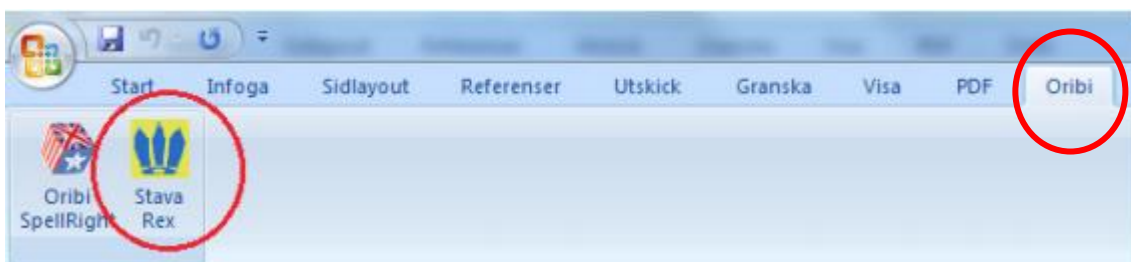 Start Infoga Sidlayout Referenser Utskick Granska Visa PDF Oribi
Oribi Stava
SpellRight Rex